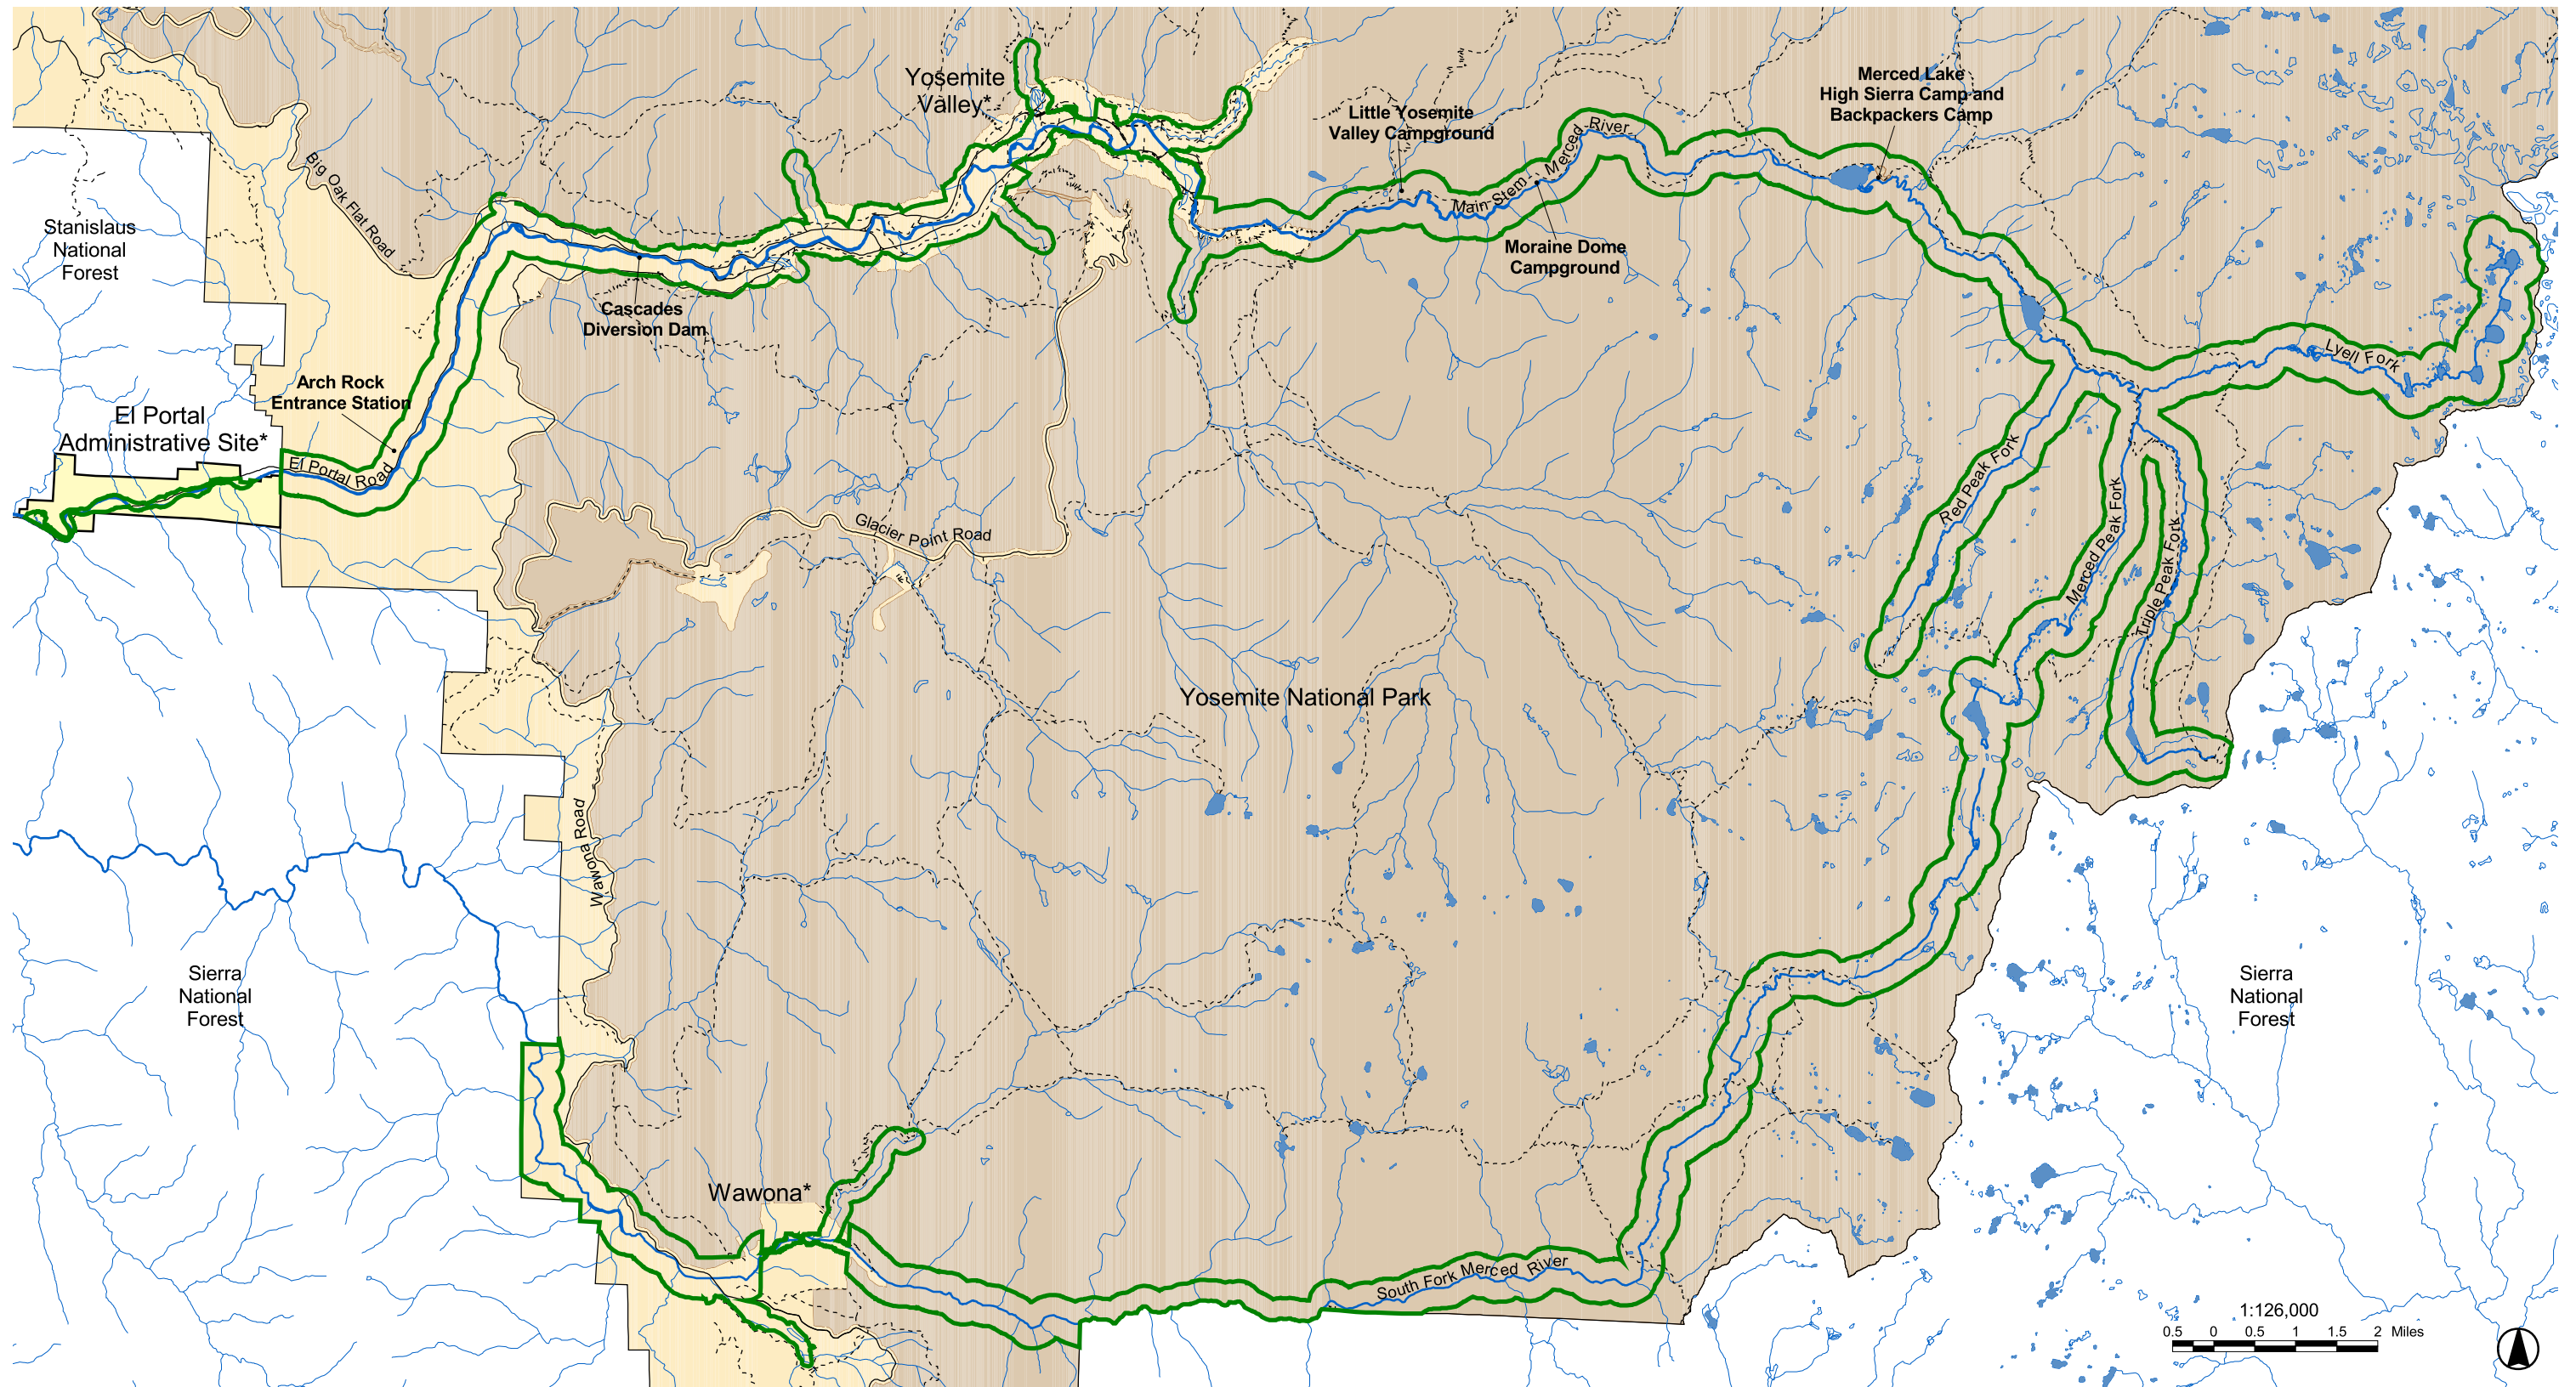 Yosemite
Valley*
Merced Lake
High Sierra Camp and
Backpackers Camp
Little Yosemite
Valley Campground
Main Stem - Merced River
Big Oak Flat Road
Stanislaus
National
Forest
Moraine Dome
Campground
Cascades
Diversion Dam
Lyell Fork
Arch Rock
Entrance Station
El Portal
Administrative Site*
El Portal Road
Red Peak Fork
Merced Peak Fork
Triple Peak Fork
Glacier Point Road
Yosemite National Park
Wawona Road
Sierra
National
Forest
Sierra
National
Forest
Wawona*
South Fork Merced River
1:126,000
0.5 0 0.5 1 1.5 2 Miles